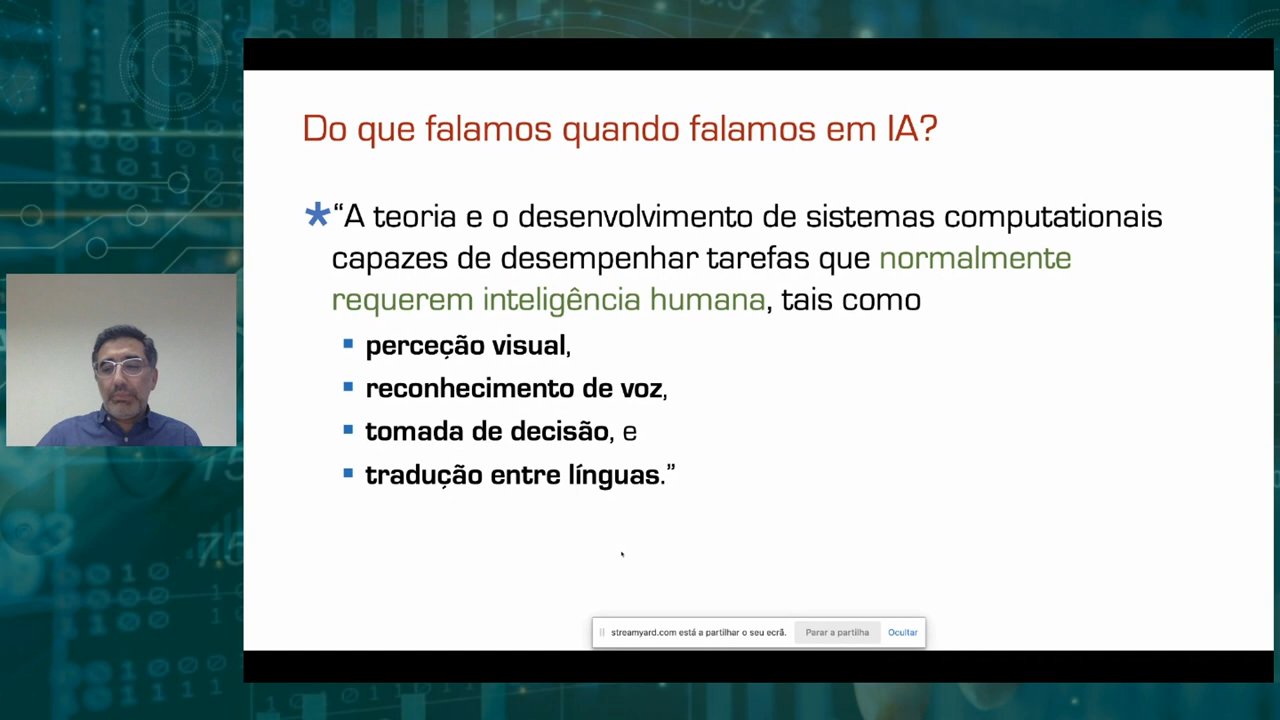 Do que falamos quando falamos em IA?
*“A teoria e o desenvolvimento de sistemas computationais
capazes de desempenhar tarefas que normalmente
requerem inteligência humana, tais como
▪ perceção visual,
▪ reconhecimento de voz,
▪ tomada de decisão, e
▪ tradução entre línguas.”
streamyard.com está a partilhar o seu ecrã. Parar a partilha Ocultar